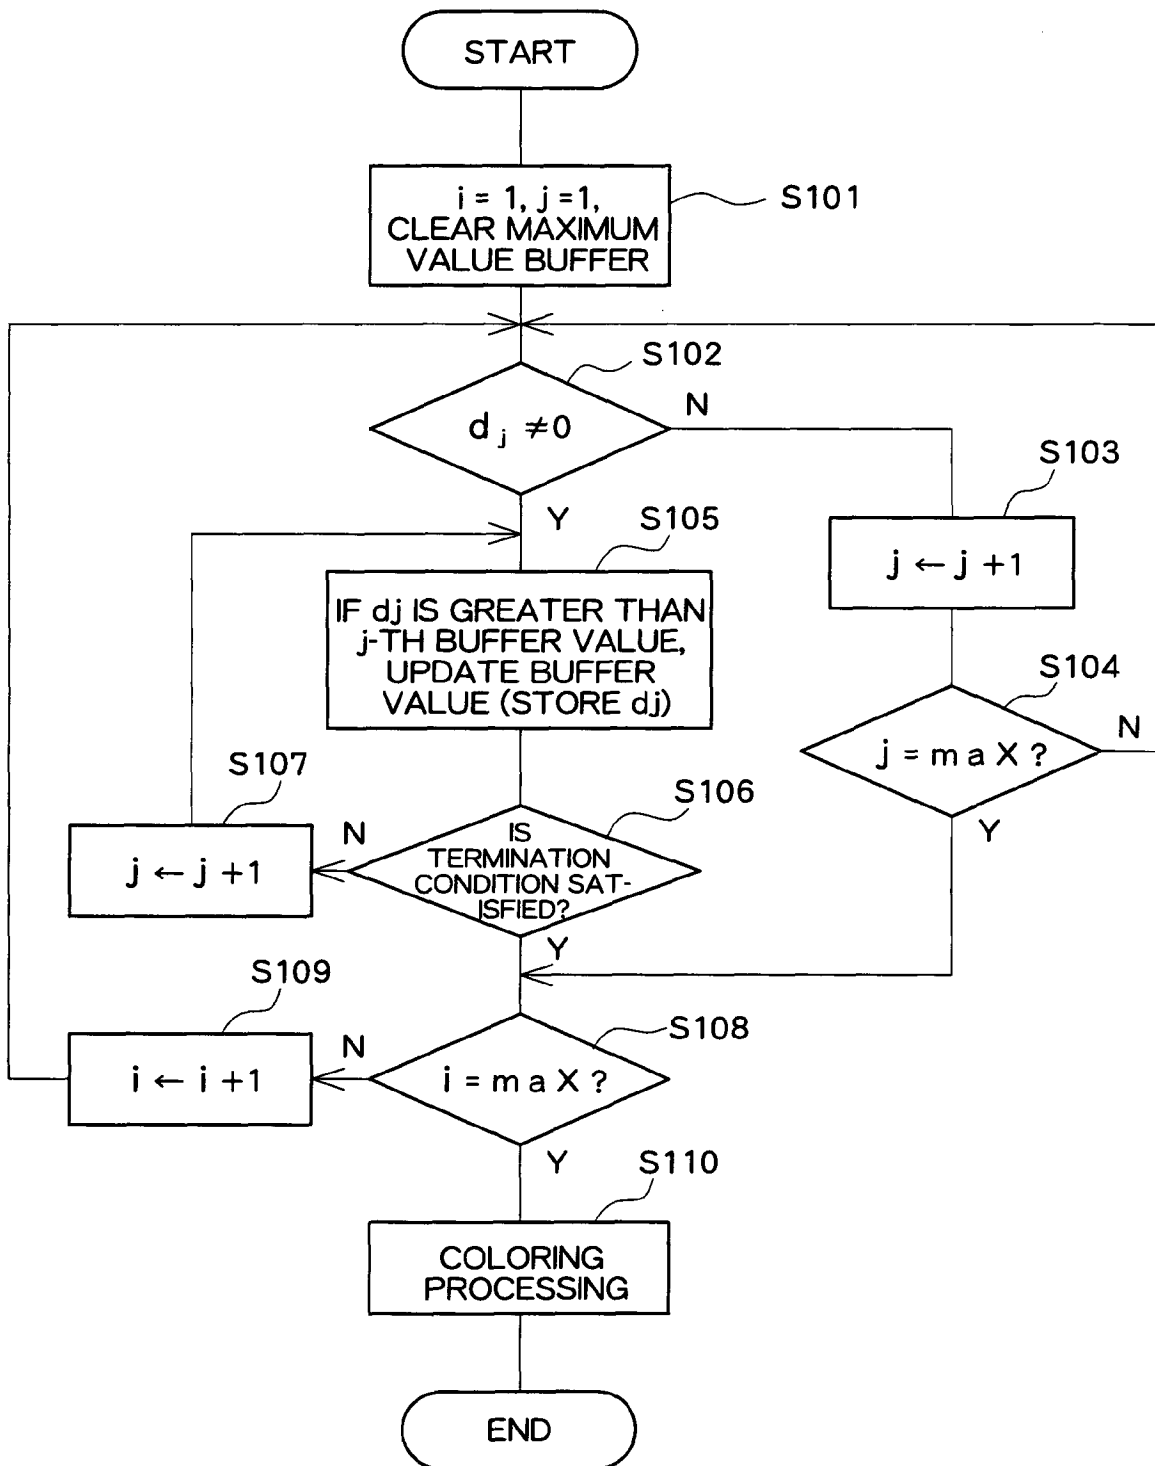 START
i = 1, j =1,
CLEAR MAXIMUM
VALUE BUFFER
S101
S102
d j ≠0
N
Y
S103
j ← j +1
S105
IF dj IS GREATER THAN
j-TH BUFFER VALUE,
UPDATE BUFFER
VALUE (STORE dj)
S104
j = m a X ?
N
Y
S107
j ← j +1
S106
N
IS
TERMINATION
CONDITION SAT-
ISFIED?
Y
S109
i ← i +1
S108
N
i = m a X ?
Y
S110
COLORING
PROCESSING
END